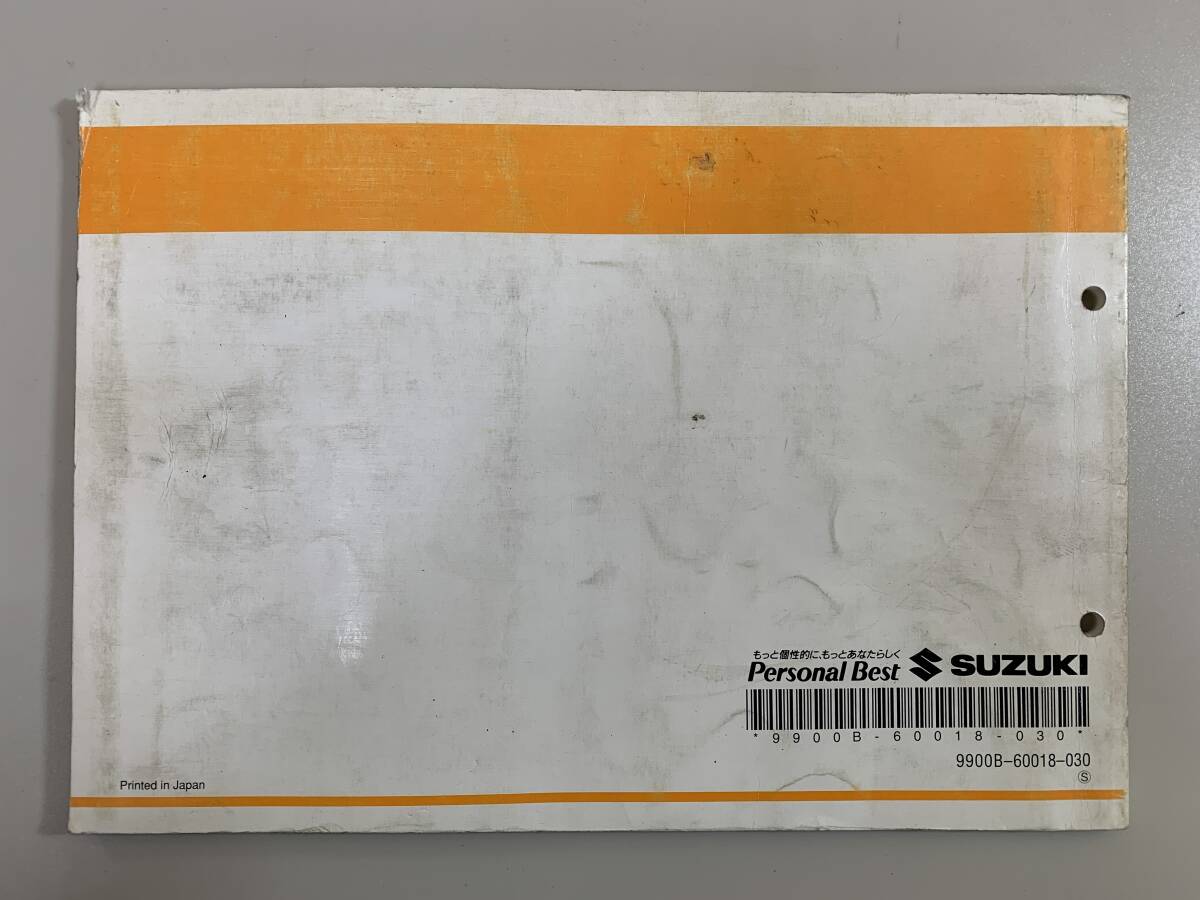 もっと個性的に、もっとあなたらしく
Personal Best SUZUKI
*9900B-60018-030*
9900B-60018-030
Ⓢ
Printed in Japan